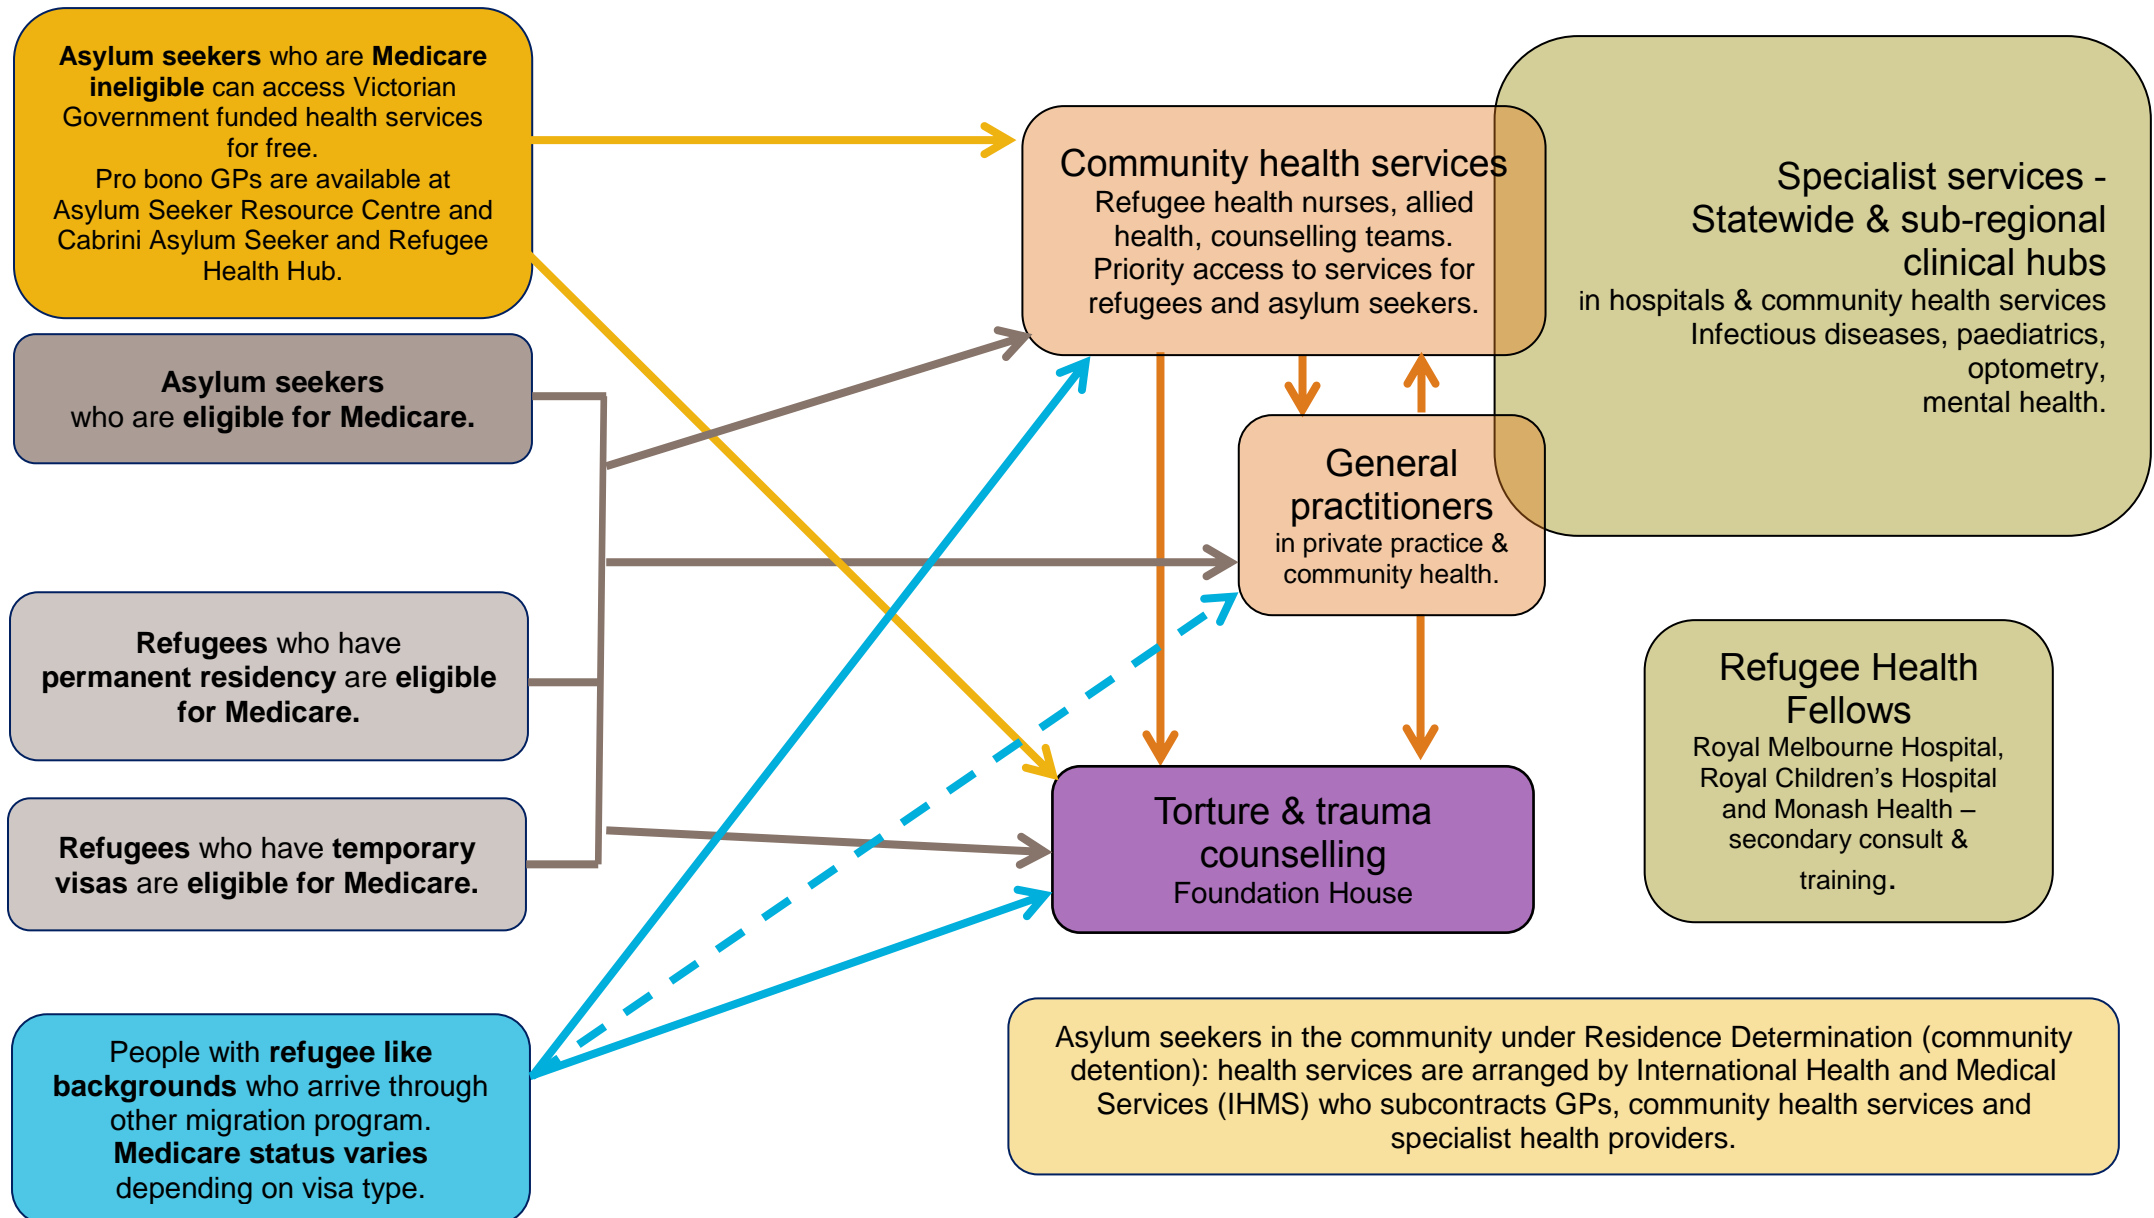 Asylum seekers who are Medicare
ineligible can access Victorian
Government funded health services
for free.
Pro bono GPs are available at
Asylum Seeker Resource Centre and
Cabrini Asylum Seeker and Refugee
Health Hub.
Asylum seekers
who are eligible for Medicare.
Refugees who have
permanent residency are eligible
for Medicare.
Refugees who have temporary
visas are eligible for Medicare.
People with refugee like
backgrounds who arrive through
other migration program.
Medicare status varies
depending on visa type.
Community health services
Refugee health nurses, allied
health, counselling teams.
Priority access to services for
refugees and asylum seekers.
General
practitioners
in private practice &
community health.
Torture & trauma
counselling
Foundation House
Specialist services -
Statewide & sub-regional
clinical hubs
in hospitals & community health services
Infectious diseases, paediatrics,
optometry,
mental health.
Refugee Health
Fellows
Royal Melbourne Hospital,
Royal Children’s Hospital
and Monash Health –
secondary consult &
training.
Asylum seekers in the community under Residence Determination (community
detention): health services are arranged by International Health and Medical
Services (IHMS) who subcontracts GPs, community health services and
specialist health providers.